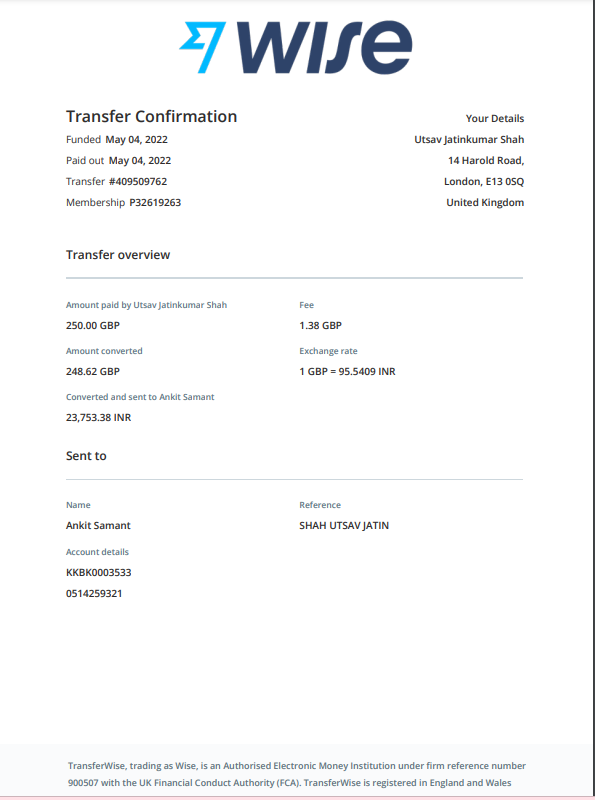 wise
Transfer Confirmation
Funded May 04, 2022
Paid out May 04, 2022
Transfer #409509762
Membership P32619263
Your Details
Utsav Jatinkumar Shah
14 Harold Road,
London, E13 0SQ
United Kingdom
Transfer overview
Amount paid by Utsav Jatinkumar Shah
250.00 GBP
Fee
1.38 GBP
Amount converted
248.62 GBP
Exchange rate
1 GBP = 95.5409 INR
Converted and sent to Ankit Samant
23,753.38 INR
Sent to
Name
Ankit Samant
Reference
SHAH UTSAV JATIN
Account details
KKBK0003533
0514259321
TransferWise, trading as Wise, is an Authorised Electronic Money Institution under firm reference number
900507 with the UK Financial Conduct Authority (FCA). TransferWise is registered in England and Wales